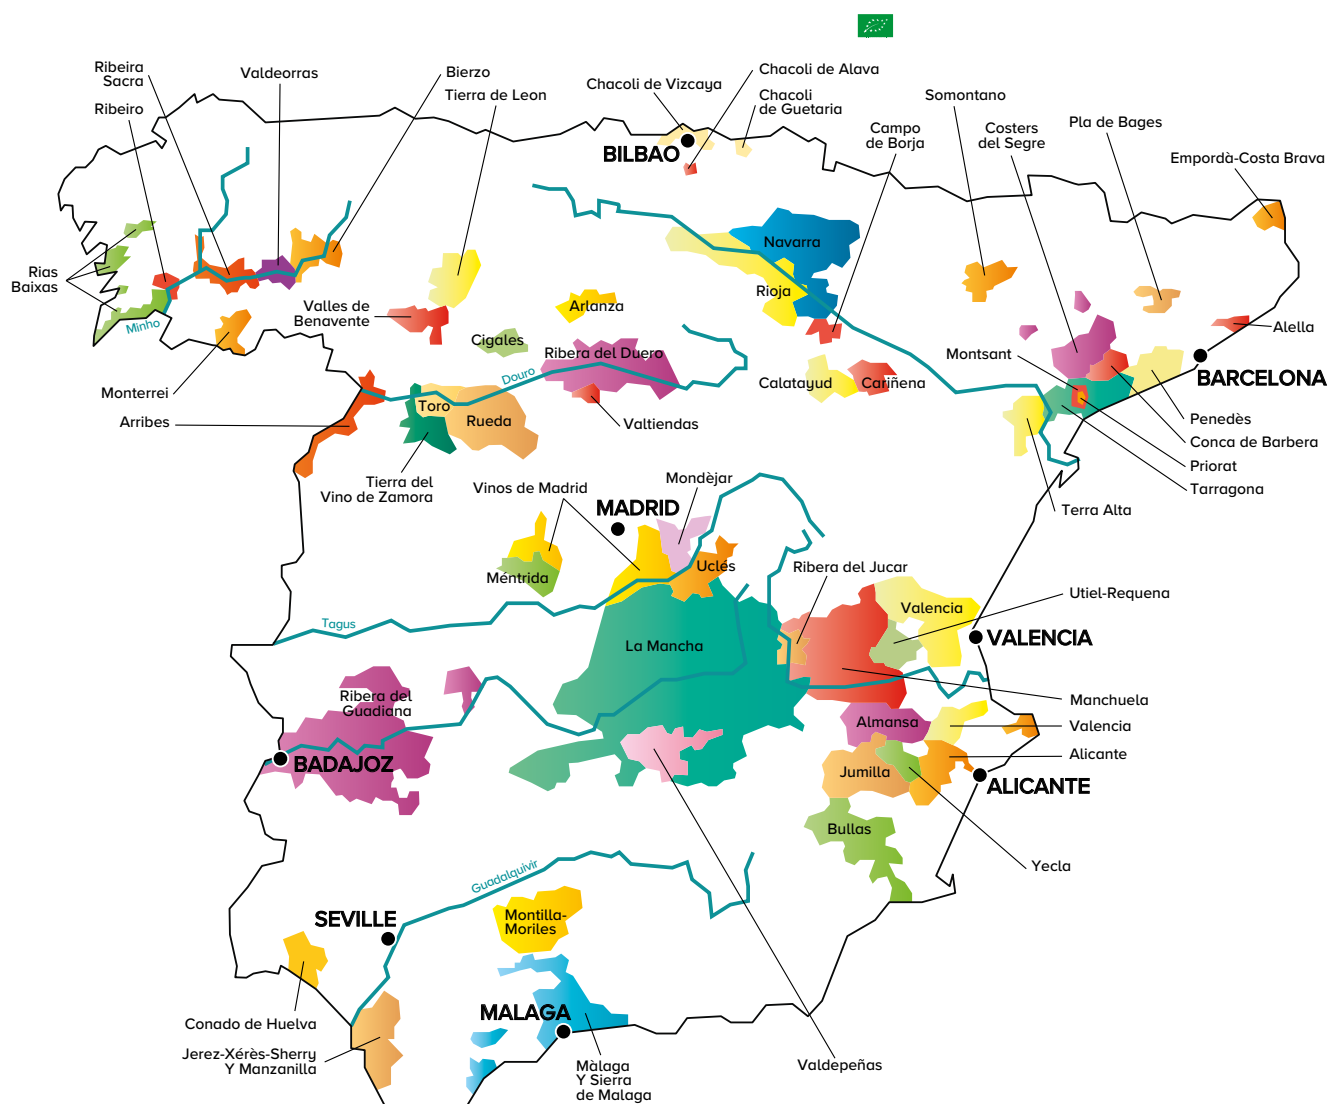 Ribeira
Sacra
Valdeorras
Bierzo
Tierra de Leon
Ribeiro
Chacoli de Vizcaya
Chacoli de Alava
Chacoli
de Guetaria
Somontano
Campo
de Borja
Costers
del Segre
Pla de Bages
Empordà-Costa Brava
BILBAO
Navarra
Rias
Baixas
Minho
Valles de
Benavente
Arlanza
Rioja
Cigales
Ribera del Duero
Douro
Calatayud
Cariñena
Montsant
Alella
BARCELONA
Monterrei
Arribes
Toro
Rueda
Valtiendas
Penedès
Conca de Barbera
Priorat
Tarragona
Terra Alta
Tierra del
Vino de Zamora
Vinos de Madrid
Mondèjar
MADRID
Méntrida
Uclés
Ribera del Jucar
Valencia
Utiel-Requena
Tagus
La Mancha
VALENCIA
Manchuela
Ribera del
Guadiana
Almansa
Valencia
Alicante
BADAJOZ
Jumilla
ALICANTE
Bullas
Yecla
Guadalquivir
SEVILLE
Montilla-
Moriles
Conado de Huelva
MALAGA
Jerez-Xérès-Sherry
Y Manzanilla
Màlaga
Y Sierra
de Malaga
Valdepeñas